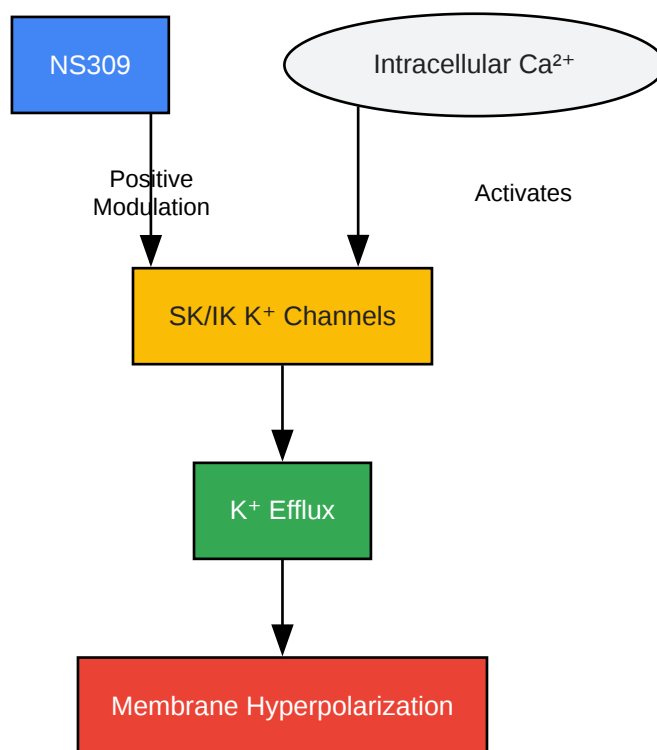 NS309
Intracellular Ca²⁺
Positive
Modulation
Activates
SK/IK K⁺ Channels
K⁺ Efflux
Membrane Hyperpolarization